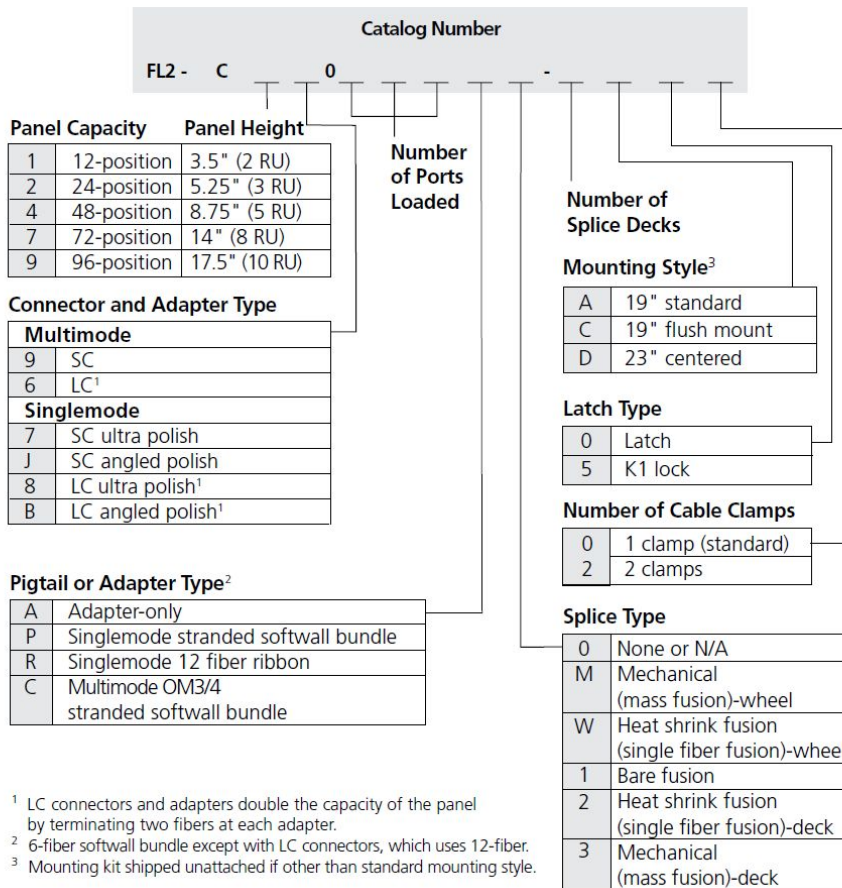 Catalog Number
FL2 - C _ _ 0 _ _ _ _ _ - _ _ _ _
Panel Capacity Panel Height
1 12-position 3.5" (2 RU)
2 24-position 5.25" (3 RU)
4 48-position 8.75" (5 RU)
7 72-position 14" (8 RU)
9 96-position 17.5" (10 RU)
Number
of Ports
Loaded
Connector and Adapter Type
Multimode
9 SC
6 LC¹
Singlemode
7 SC ultra polish
J SC angled polish
8 LC ultra polish¹
B LC angled polish¹
Pigtail or Adapter Type²
A Adapter-only
P Singlemode stranded softwall bundle
R Singlemode 12 fiber ribbon
C Multimode OM3/4
stranded softwall bundle
Number of
Splice Decks
Mounting Style³
A 19" standard
C 19" flush mount
D 23" centered
Latch Type
0 Latch
5 K1 lock
Number of Cable Clamps
0 1 clamp (standard)
2 2 clamps
Splice Type
0 None or N/A
M Mechanical
(mass fusion)-wheel
W Heat shrink fusion
(single fiber fusion)-whee
1 Bare fusion
2 Heat shrink fusion
(single fiber fusion)-deck
3 Mechanical
(mass fusion)-deck
¹ LC connectors and adapters double the capacity of the panel
by terminating two fibers at each adapter.
² 6-fiber softwall bundle except with LC connectors, which uses 12-fiber.
³ Mounting kit shipped unattached if other than standard mounting style.